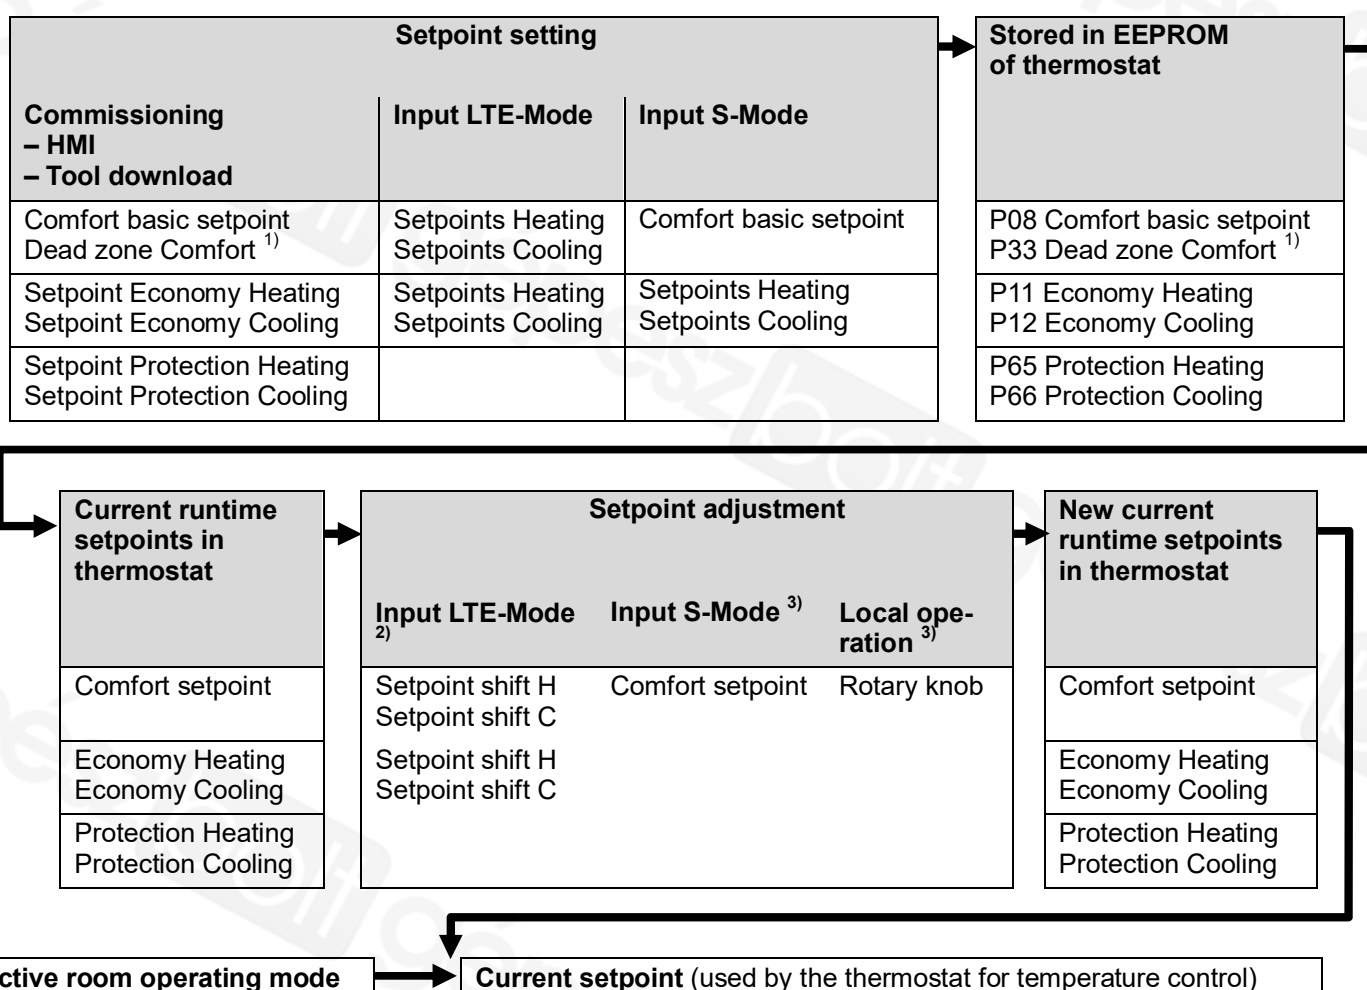 Setpoint setting
Commissioning
– HMI
– Tool download
Input LTE-Mode
Input S-Mode
Comfort basic setpoint
Dead zone Comfort 1)
Setpoints Heating
Setpoints Cooling
Comfort basic setpoint
Setpoint Economy Heating
Setpoint Economy Cooling
Setpoints Heating
Setpoints Cooling
Setpoints Heating
Setpoints Cooling
Setpoint Protection Heating
Setpoint Protection Cooling
Stored in EEPROM
of thermostat
P08 Comfort basic setpoint
P33 Dead zone Comfort 1)
P11 Economy Heating
P12 Economy Cooling
P65 Protection Heating
P66 Protection Cooling
Current runtime
setpoints in
thermostat
Comfort setpoint
Economy Heating
Economy Cooling
Protection Heating
Protection Cooling
Setpoint adjustment
Input LTE-Mode
2)
Input S-Mode 3)
Local ope-
ration 3)
Setpoint shift H
Setpoint shift C
Comfort setpoint
Rotary knob
Setpoint shift H
Setpoint shift C
New current
runtime setpoints
in thermostat
Comfort setpoint
Economy Heating
Economy Cooling
Protection Heating
Protection Cooling
ctive room operating mode
Current setpoint (used by the thermostat for temperature control)